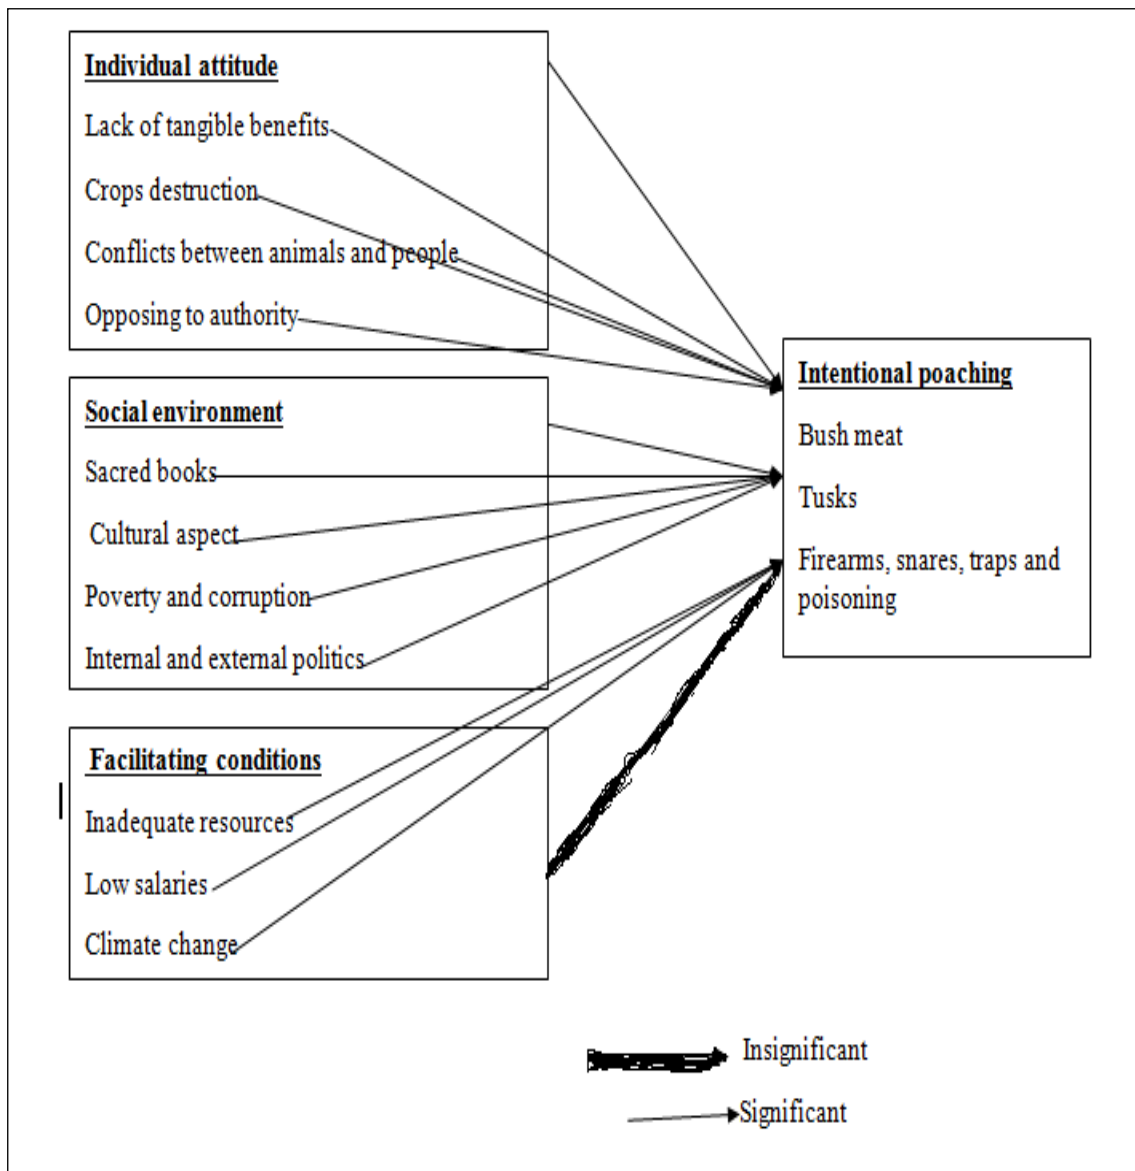 Individual attitude
Lack of tangible benefits
Crops destruction
Conflicts between animals and people
Opposing to authority
Social environment
Sacred books
Cultural aspect
Poverty and corruption
Internal and external politics
Facilitating conditions
Inadequate resources
Low salaries
Climate change
Intentional poaching
Bush meat
Tusks
Firearms, snares, traps and
poisoning
Insignificant
Significant